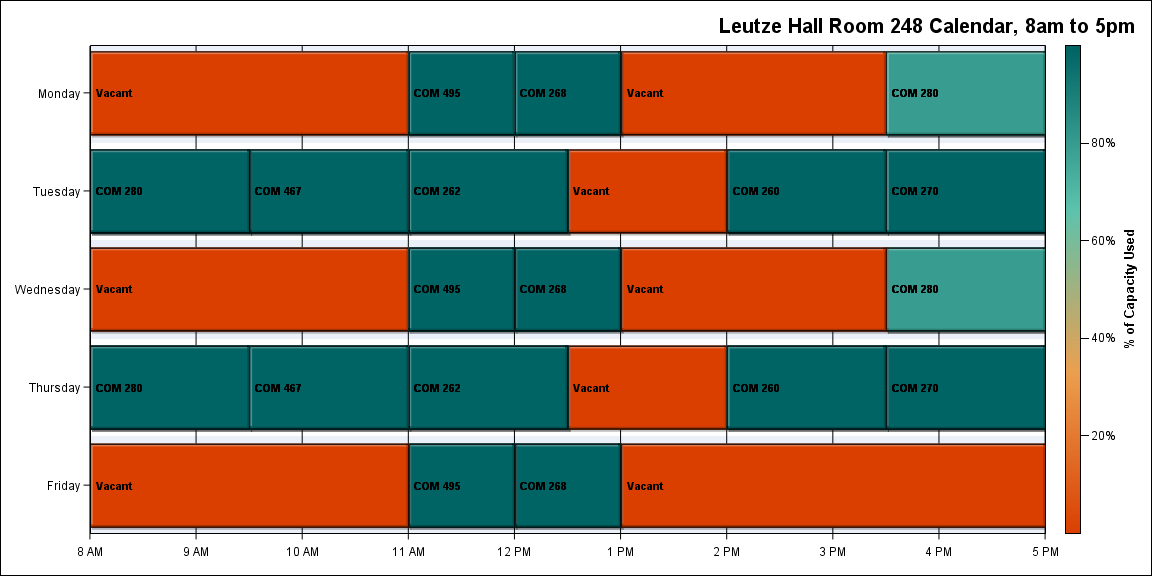 Leutze Hall Room 248 Calendar, 8am to 5pm
Monday
Vacant
COM 495
COM 268
Vacant
COM 280
Tuesday
COM 280
COM 467
COM 262
Vacant
COM 260
COM 270
Wednesday
Vacant
COM 495
COM 268
Vacant
COM 280
Thursday
COM 280
COM 467
COM 262
Vacant
COM 260
COM 270
Friday
Vacant
COM 495
COM 268
Vacant
8 AM
9 AM
10 AM
11 AM
12 PM
1 PM
2 PM
3 PM
4 PM
5 PM
80%
60%
40%
20%
% of Capacity Used